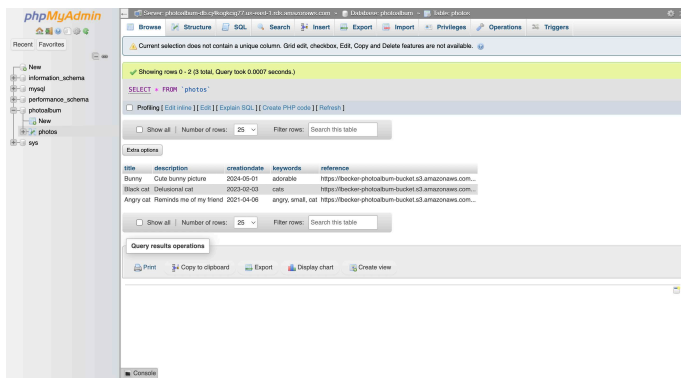 phpMyAdmin
Recent Favorites
New
information_schema
mysql
performance_schema
photoalbum
New
photos
sys
Database: photoalbum » Table: photos
Browse Structure SQL Search Insert Export Import Privileges Operations Triggers
Current selection does not contain a unique column. Grid edit, checkbox, Edit, Copy and Delete features are not available.
Showing rows 0 - 2 (3 total, Query took 0.0007 seconds.)
SELECT * FROM `photos`
Profiling [ Edit inline ] [ Edit ] [ Explain SQL ] [ Create PHP code ] [ Refresh ]
Show all | Number of rows: 25 Filter rows: Search this table
Extra options
title description creationdate keywords reference
Bunny Cute bunny picture 2024-05-01 adorable https://lbecker-photoalbum-bucket.s3.amazonaws.com...
Black cat Delusional cat 2023-02-03 cats https://lbecker-photoalbum-bucket.s3.amazonaws.com...
Angry cat Reminds me of my friend 2021-04-06 angry, small, cat https://lbecker-photoalbum-bucket.s3.amazonaws.com...
Show all | Number of rows: 25 Filter rows: Search this table
Query results operations
Print Copy to clipboard Export Display chart Create view
Console